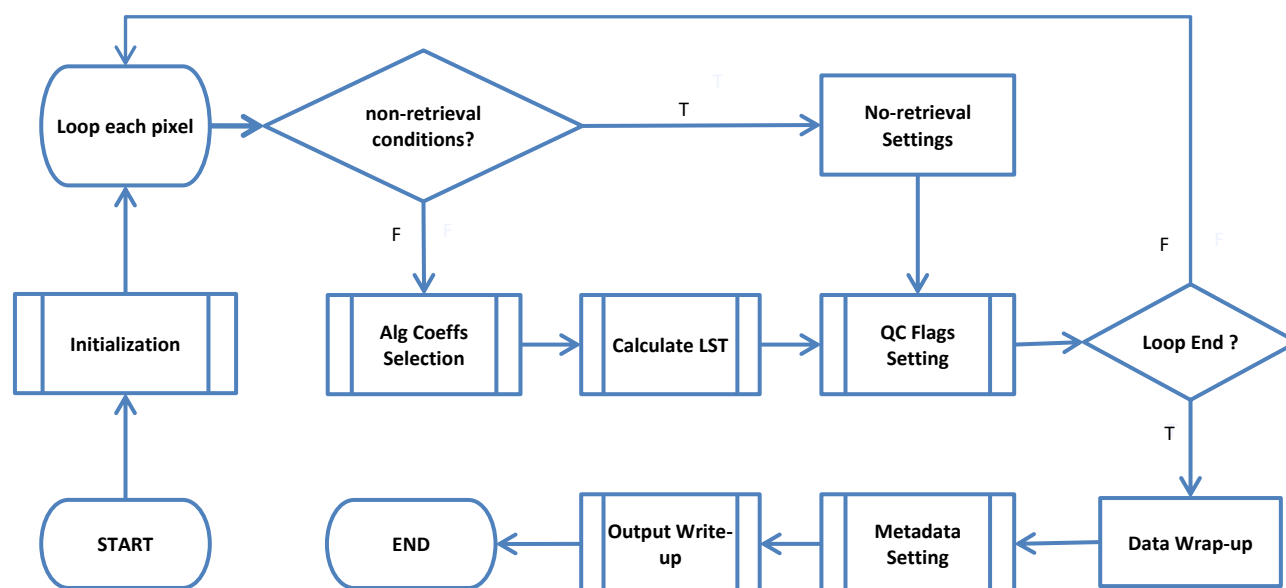 Loop each pixel
non-retrieval
conditions?
T
T
No-retrieval
Settings
F
F
F
F
Initialization
Alg Coeffs
Selection
Calculate LST
QC Flags
Setting
Loop End ?
T
START
END
Output Write-
up
Metadada
Setting
Data Wrap-up